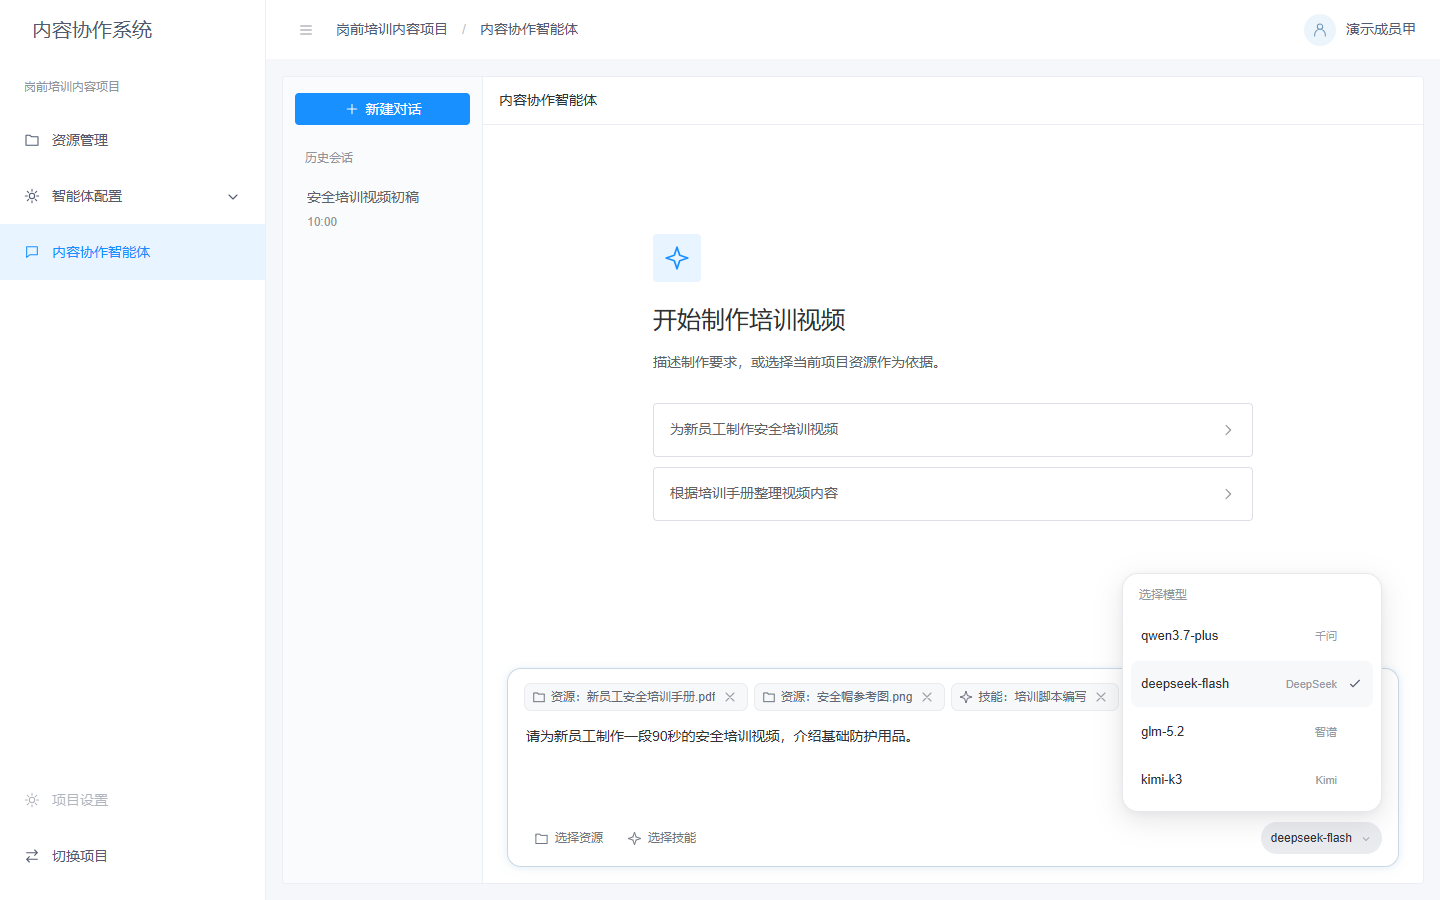 内容协作系统
岗前培训内容项目 / 内容协作智能体
演示成员甲
岗前培训内容项目
资源管理
智能体配置
内容协作智能体
项目设置
切换项目
新建对话
历史会话
安全培训视频初稿
10:00
内容协作智能体
开始制作培训视频
描述制作要求，或选择当前项目资源作为依据。
为新员工制作安全培训视频
根据培训手册整理视频内容
资源：新员工安全培训手册.pdf
资源：安全帽参考图.png
技能：培训脚本编写
请为新员工制作一段90秒的安全培训视频，介绍基础防护用品。
选择资源
选择技能
选择模型
qwen3.7-plus 千问
deepseek-flash DeepSeek
glm-5.2 智谱
kimi-k3 Kimi
deepseek-flash